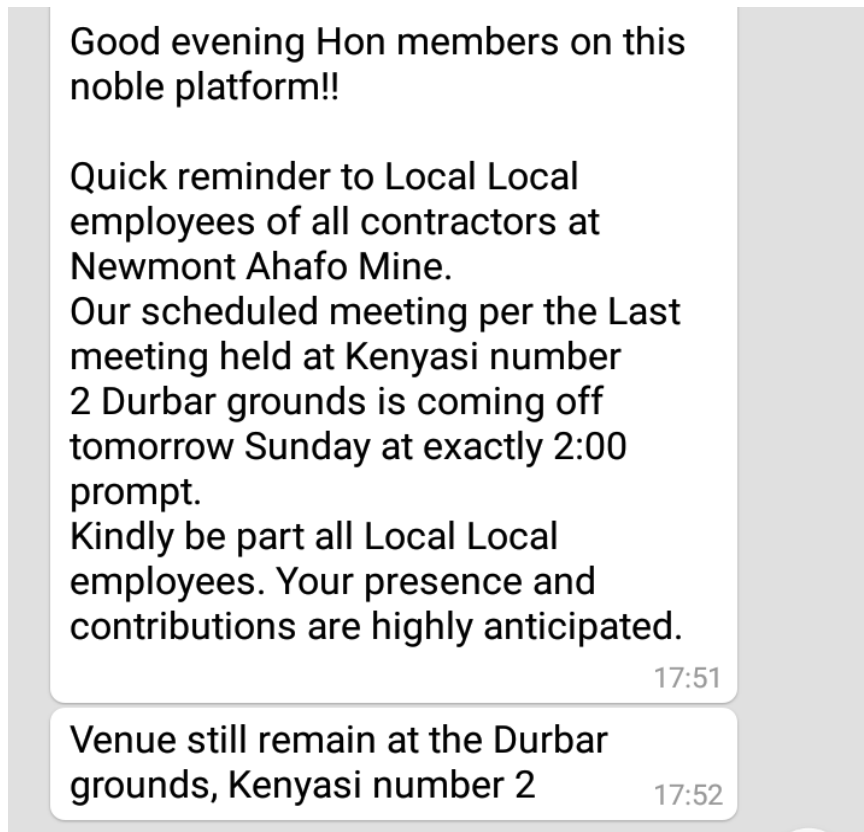 Good evening Hon members on this
noble platform!!
Quick reminder to Local Local
employees of all contractors at
Newmont Ahafo Mine.
Our scheduled meeting per the Last
meeting held at Kenyasi number
2 Durbar grounds is coming off
tomorrow Sunday at exactly 2:00
prompt.
Kindly be part all Local Local
employees. Your presence and
contributions are highly anticipated.
17:51
Venue still remain at the Durbar
grounds, Kenyasi number 2
17:52